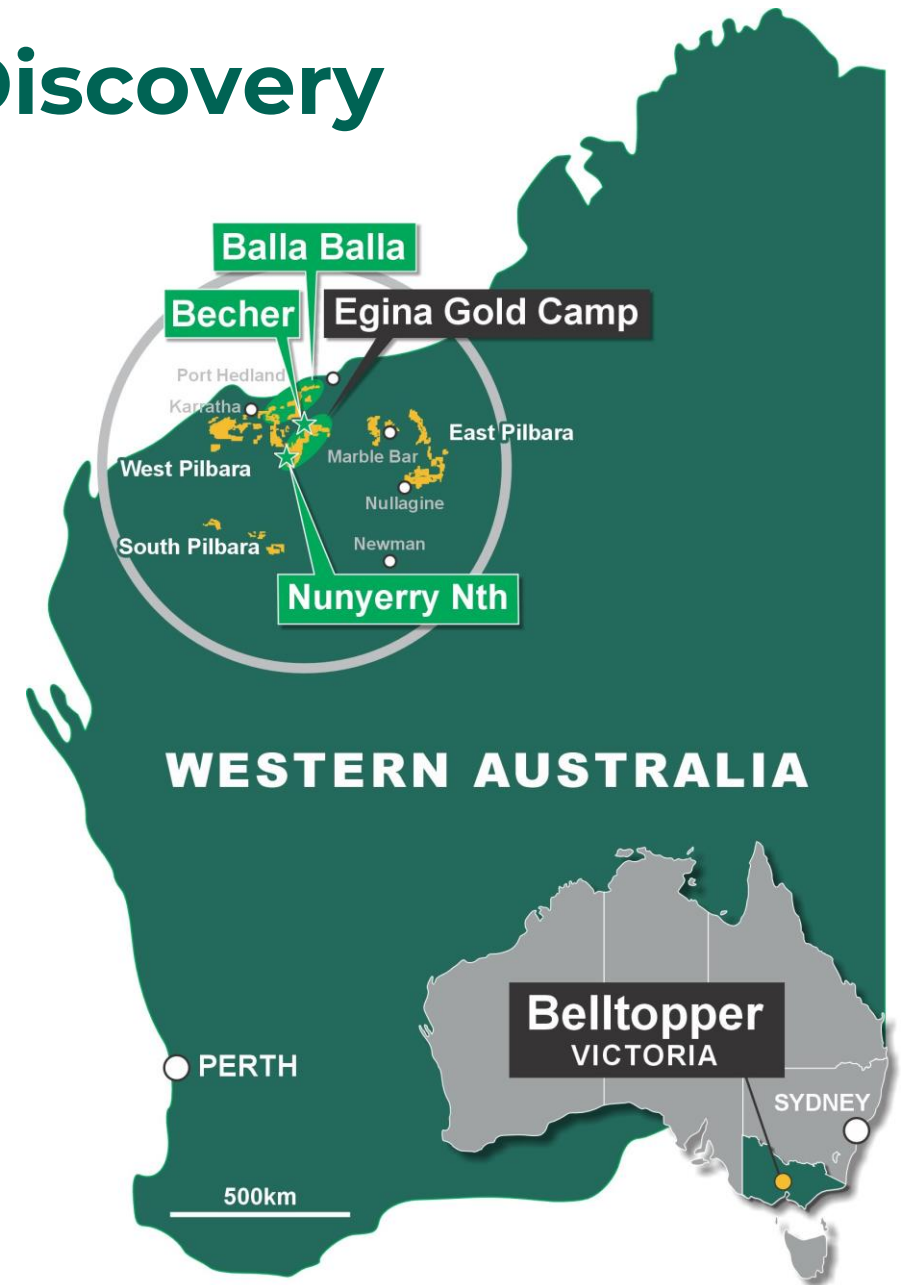 Discovery
Balla Balla
Becher
Egina Gold Camp
Port Hedland
Karratha
East Pilbara
Marble Bar
West Pilbara
Nullagine
South Pilbara
Newman
Nunyerry Nth
WESTERN AUSTRALIA
Belltopper
VICTORIA
PERTH
SYDNEY
500km